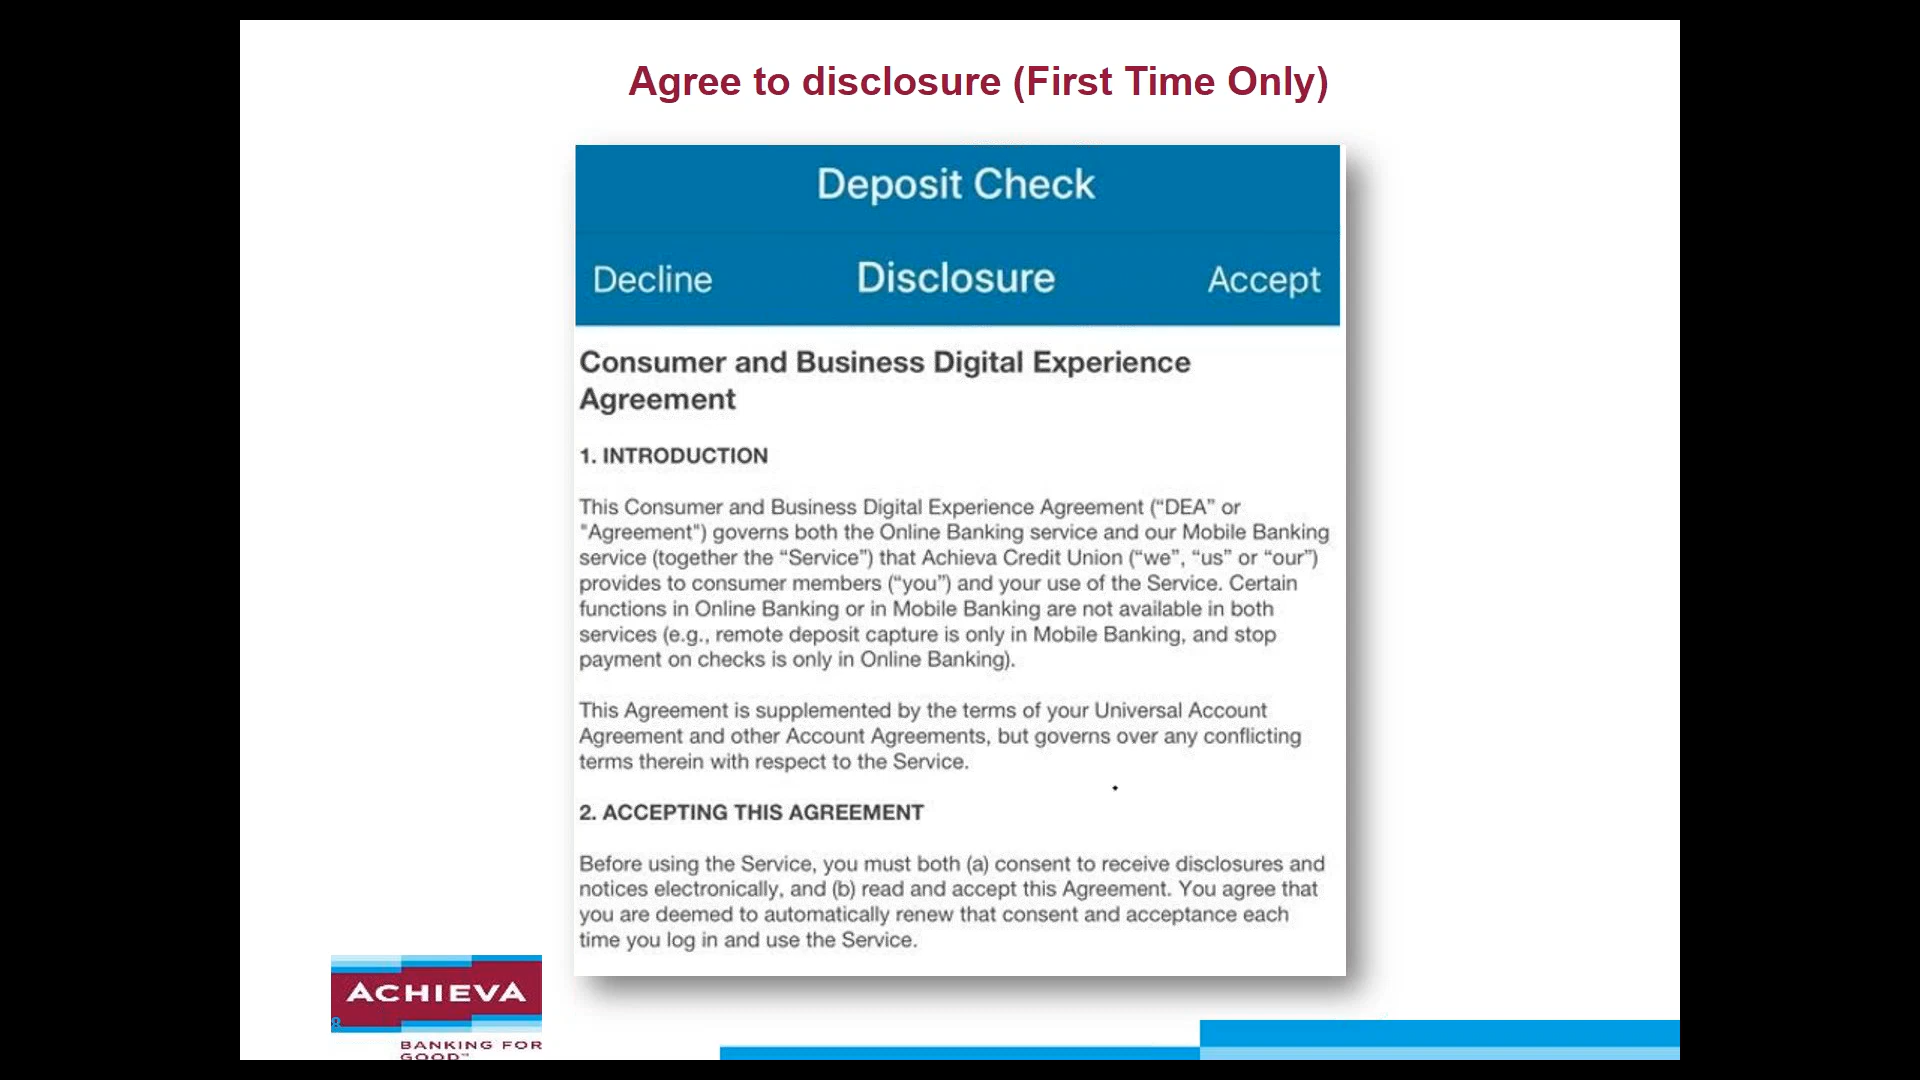 Agree to disclosure (First Time Only)
Deposit Check
Decline Disclosure Accept
Consumer and Business Digital Experience
Agreement
1. INTRODUCTION
This Consumer and Business Digital Experience Agreement (“DEA” or
"Agreement") governs both the Online Banking service and our Mobile Banking
service (together the “Service”) that Achieva Credit Union (“we”, “us” or “our”)
provides to consumer members (“you”) and your use of the Service. Certain
functions in Online Banking or in Mobile Banking are not available in both
services (e.g., remote deposit capture is only in Mobile Banking, and stop
payment on checks is only in Online Banking).
This Agreement is supplemented by the terms of your Universal Account
Agreement and other Account Agreements, but governs over any conflicting
terms therein with respect to the Service.
2. ACCEPTING THIS AGREEMENT
Before using the Service, you must both (a) consent to receive disclosures and
notices electronically, and (b) read and accept this Agreement. You agree that
you are deemed to automatically renew that consent and acceptance each
time you log in and use the Service.
ACHIEVA
8
BANKING FOR
GOOD℠